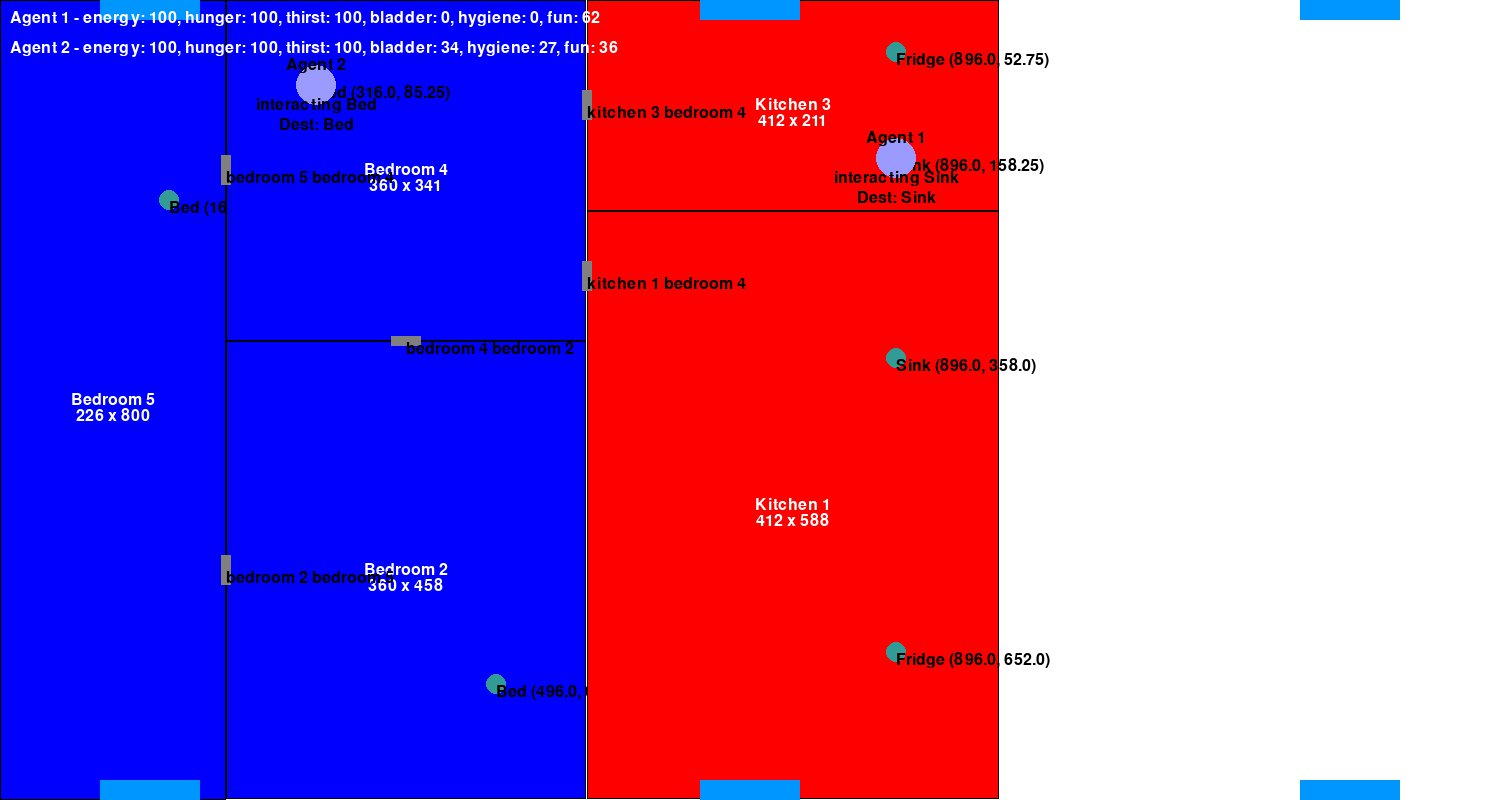 Agent 1 - energy: 100, hunger: 100, thirst: 100, bladder: 0, hygiene: 0, fun: 62
Agent 2 - energy: 100, hunger: 100, thirst: 100, bladder: 34, hygiene: 27, fun: 36
Fridge (896.0, 52.75)
Agent 2
(316.0, 85.25)
interacting Bed
Dest: Bed
Kitchen 3
412 x 211
kitchen 3 bedroom 4
Agent 1
(896.0, 158.25)
interacting Sink
Dest: Sink
Bedroom 4
360 x 341
bedroom 5 bedroom
Bed (16
kitchen 1 bedroom 4
bedroom 4 bedroom 2
Sink (896.0, 358.0)
Bedroom 5
226 x 800
Kitchen 1
412 x 588
Bedroom 2
360 x 458
bedroom 2 bedroom
Fridge (896.0, 652.0)
Bed (496.0,